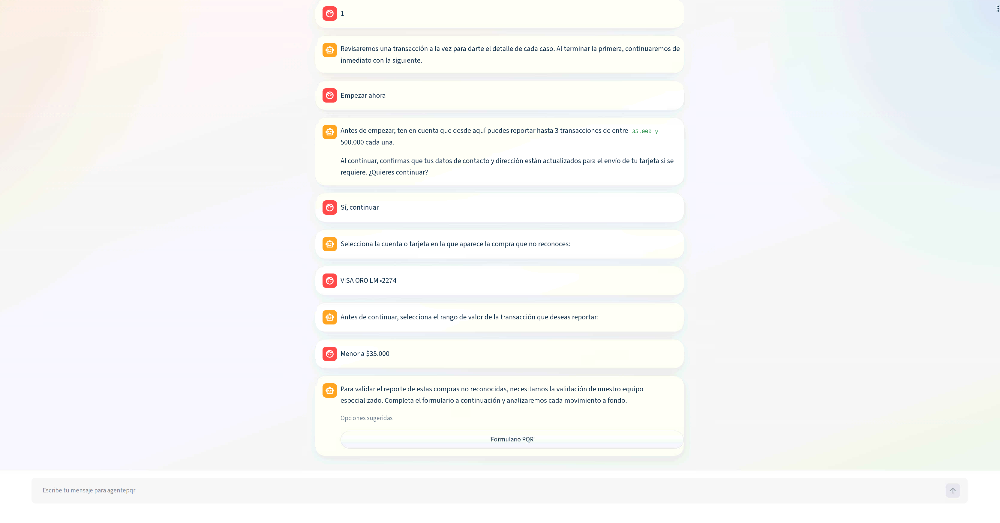 1
Revisaremos una transacción a la vez para darte el detalle de cada caso. Al terminar la primera, continuaremos de
inmediato con la siguiente.
Empezar ahora
Antes de empezar, ten en cuenta que desde aquí puedes reportar hasta 3 transacciones de entre 35.000 y
500.000 cada una.
Al continuar, confirmas que tus datos de contacto y dirección están actualizados para el envío de tu tarjeta si se
requiere. ¿Quieres continuar?
Sí, continuar
Selecciona la cuenta o tarjeta en la que aparece la compra que no reconoces:
VISA ORO LM •2274
Antes de continuar, selecciona el rango de valor de la transacción que deseas reportar:
Menor a $35.000
Para validar el reporte de estas compras no reconocidas, necesitamos la validación de nuestro equipo
especializado. Completa el formulario a continuación y analizaremos cada movimiento a fondo.
Opciones sugeridas
Formulario PQR
Escribe tu mensaje para agentepqr